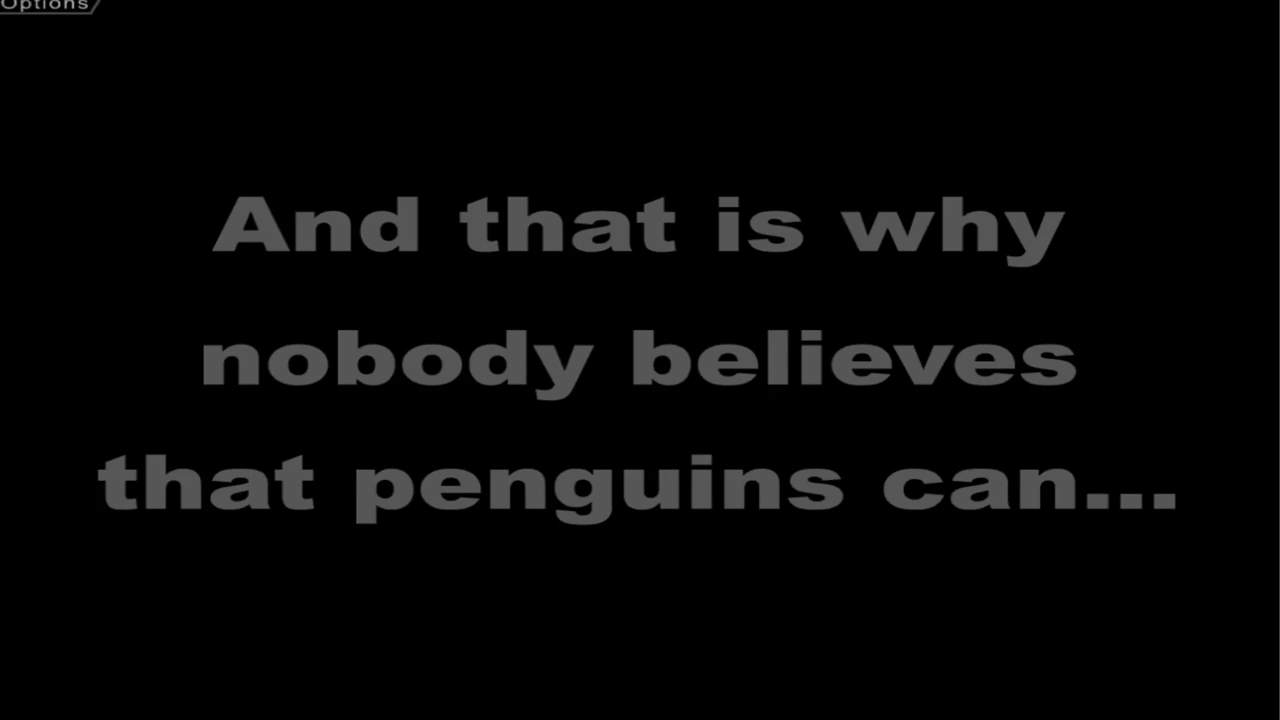 Options
And that is why
nobody believes
that penguins can...